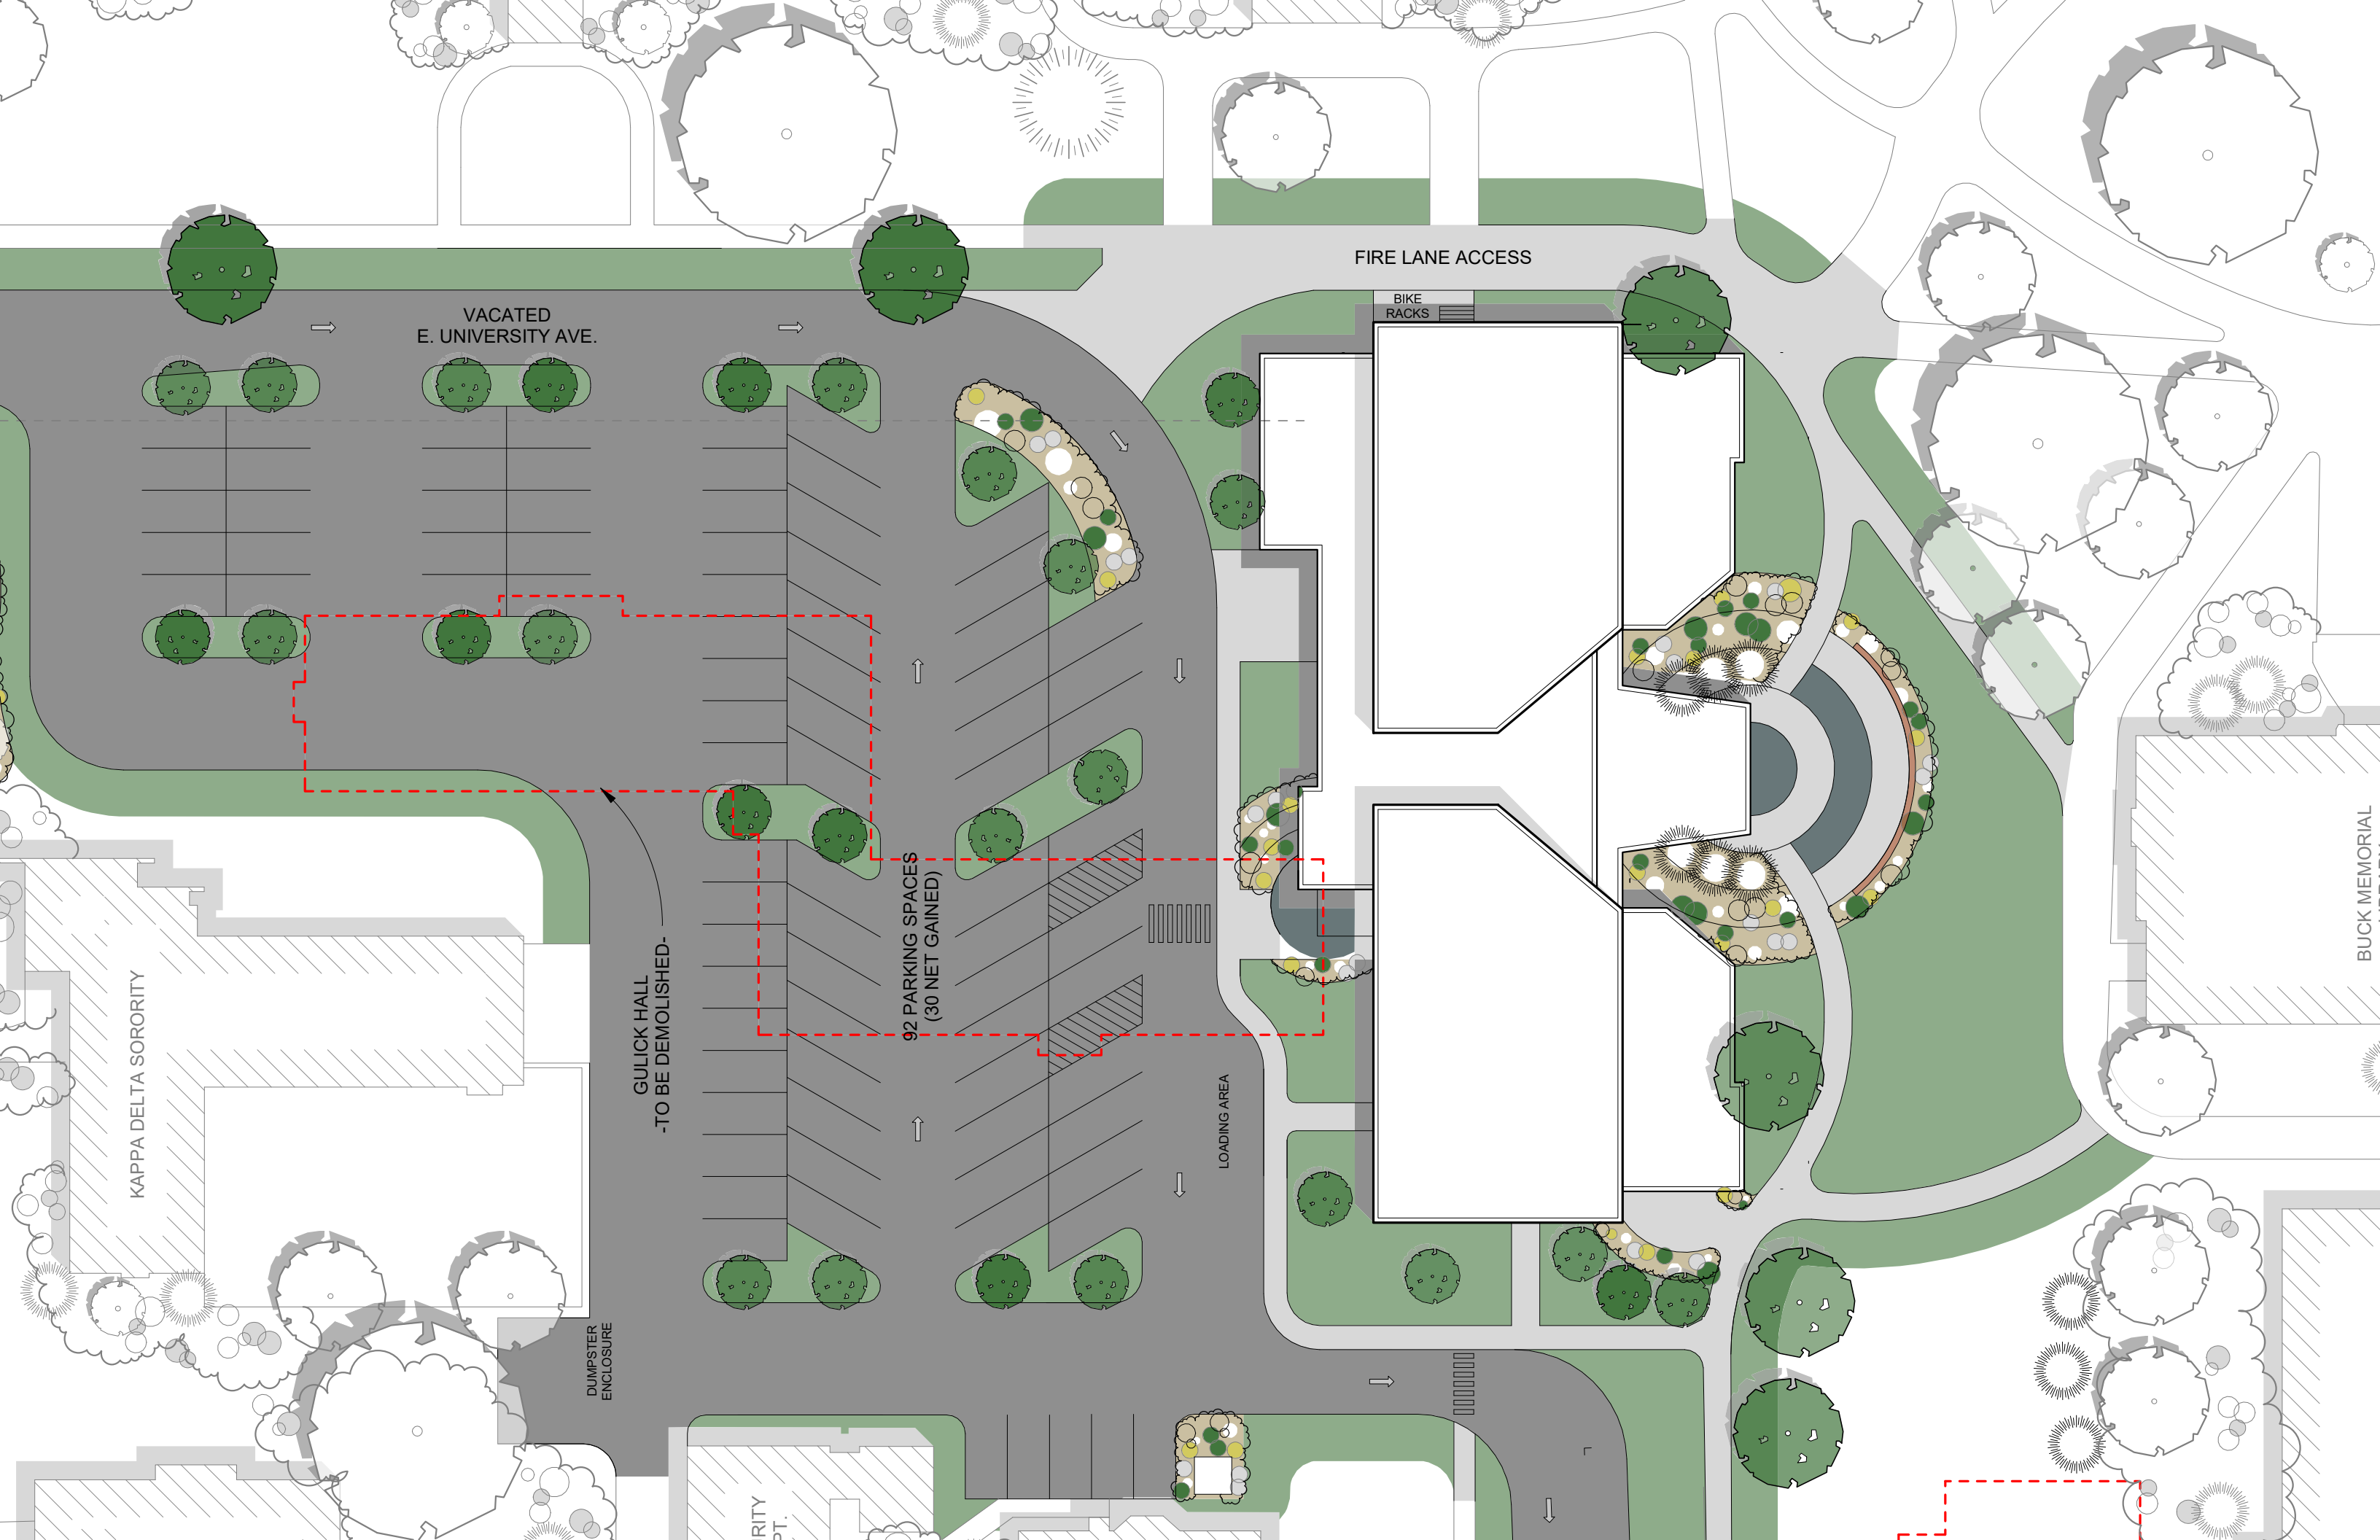 FIRE LANE ACCESS
BIKE
RACKS
VACATED
E. UNIVERSITY AVE.
GULICK HALL
-TO BE DEMOLISHED-
92 PARKING SPACES
(30 NET GAINED)
LOADING AREA
KAPPA DELTA SORORITY
DUMPSTER
ENCLOSURE
BUCK MEMORIAL